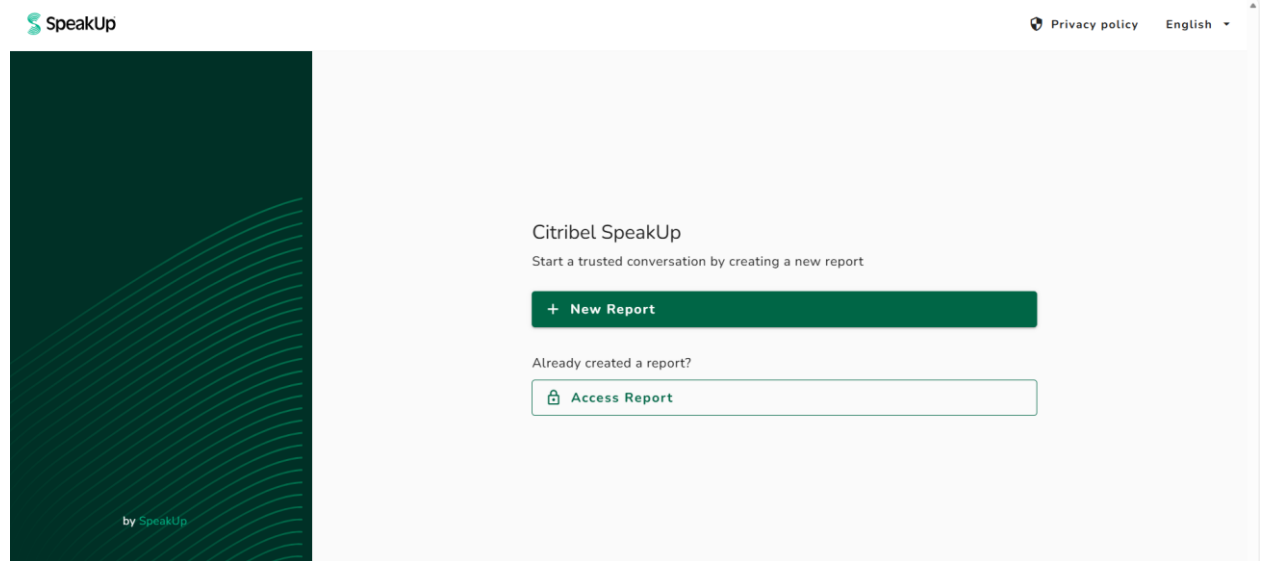 SpeakUp
Privacy policy English
Citribel SpeakUp
Start a trusted conversation by creating a new report
+ New Report
Already created a report?
Access Report
by SpeakUp